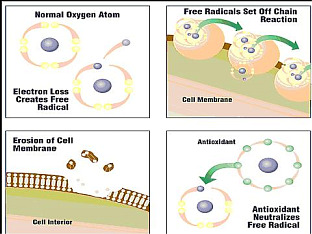 Normal Oxygen Atom
Electron Loss
Creates Free
Radical
Free Radicals Set Off Chain
Reaction
Cell Membrane
Erosion of Cell
Membrane
Cell Interior
Antioxidant
Antioxidant
Neutralizes
Free Radical